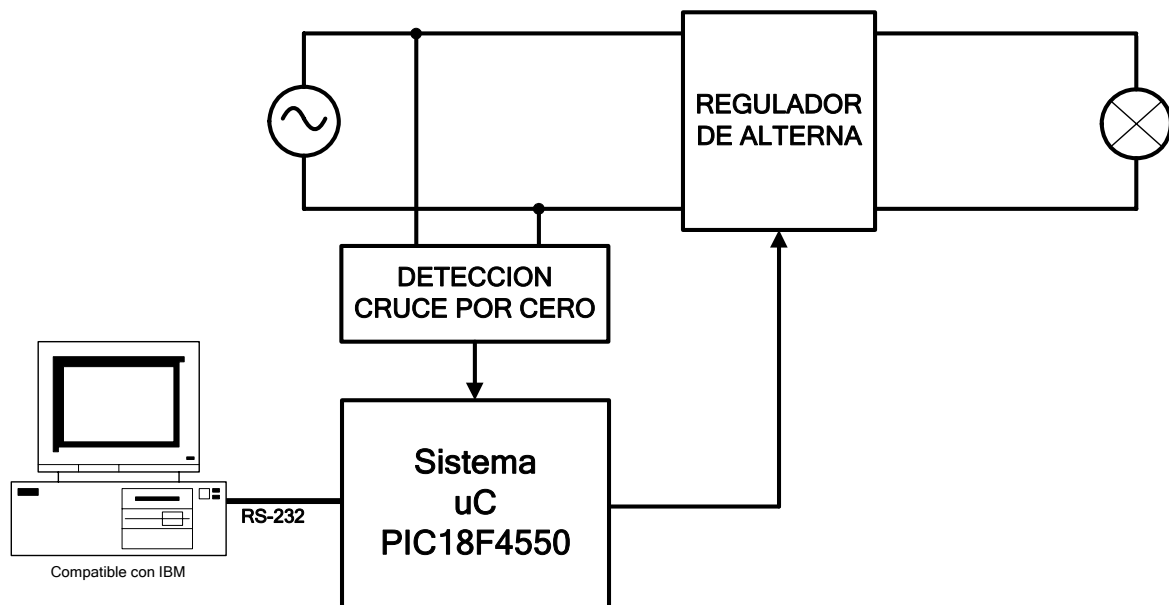 REGULADOR
DE ALTERNA
DETECCION
CRUCE POR CERO
Sistema
uC
PIC18F4550
RS-232
Compatible con IBM